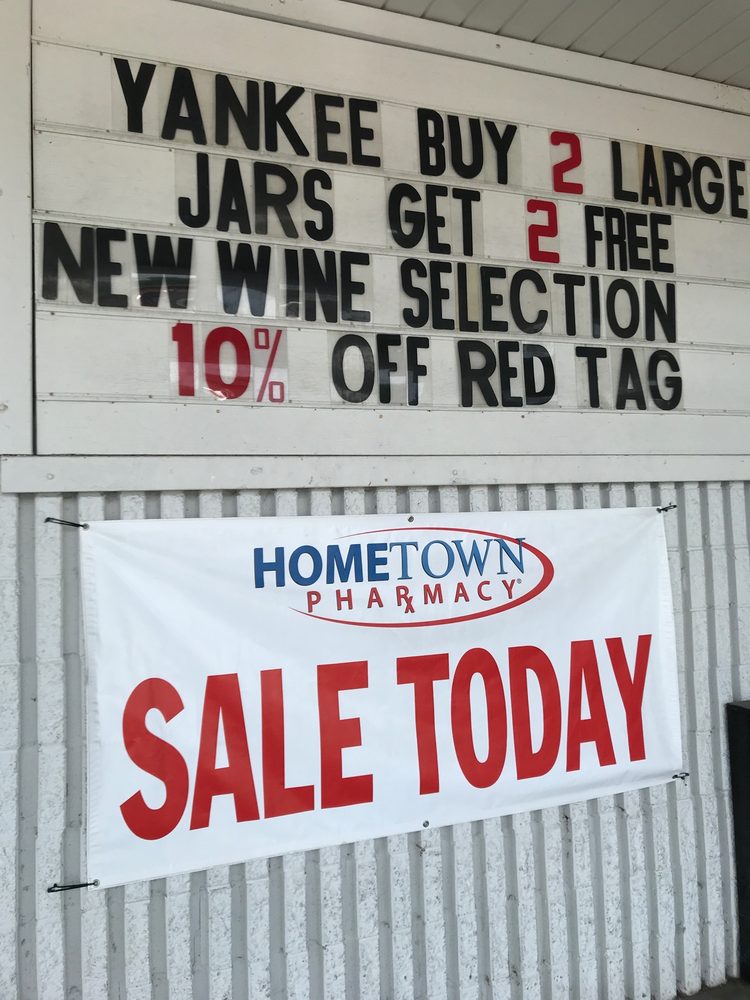 YANKEE BUY 2 LARGE
JARS GET 2 FREE
NEW WINE SELECTION
10% OFF RED TAG
HOMETOWN
PHARMACY®
SALE TODAY